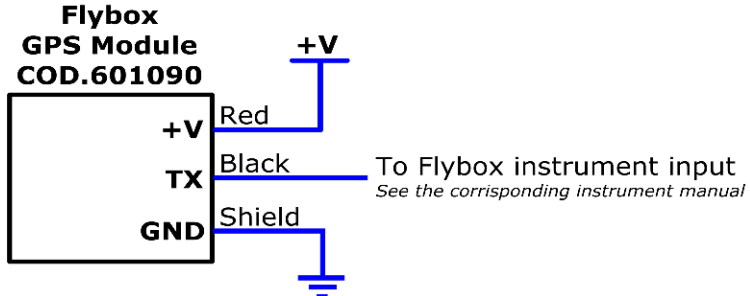 Flybox
GPS Module
COD.601090
+V
+V
Red
TX
Black
To Flybox instrument input
See the corrisponding instrument manual
GND
Shield